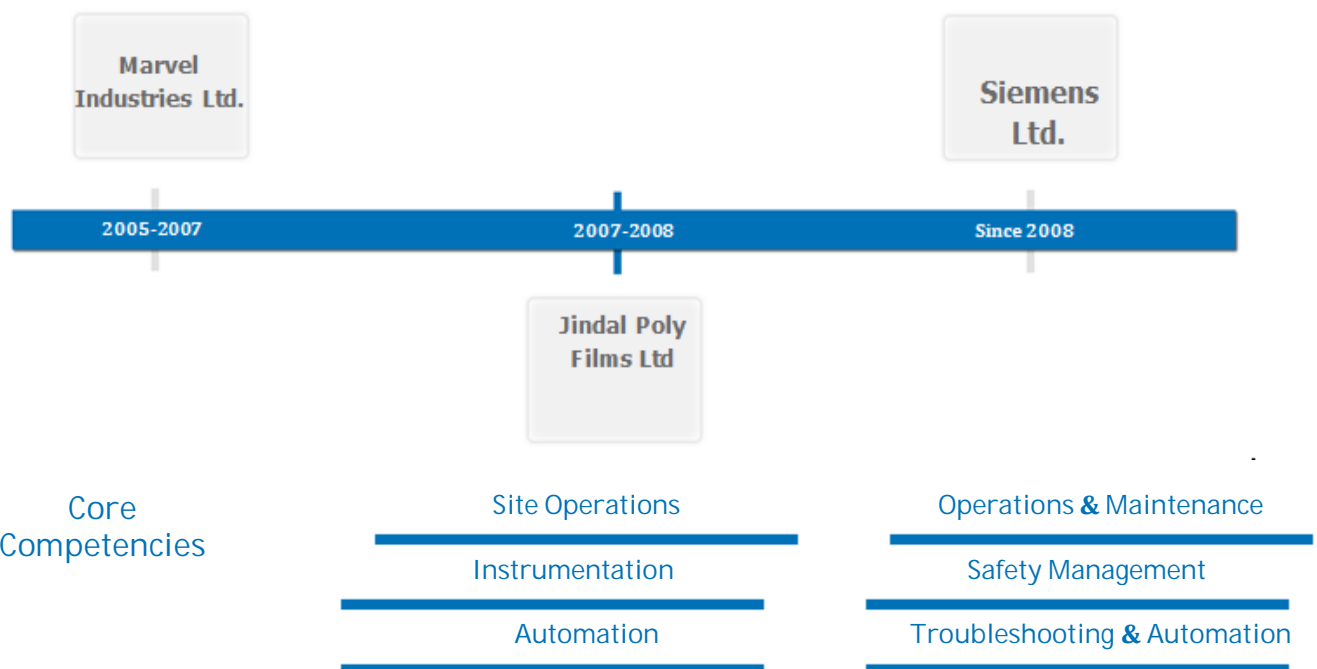 Marvel
Industries Ltd.
Siemens
Ltd.
2005-2007
2007-2008
Since 2008
Jindal Poly
Films Ltd
.
Core
Competencies
Site Operations
Operations & Maintenance
Instrumentation
Safety Management
Automation
Troubleshooting & Automation